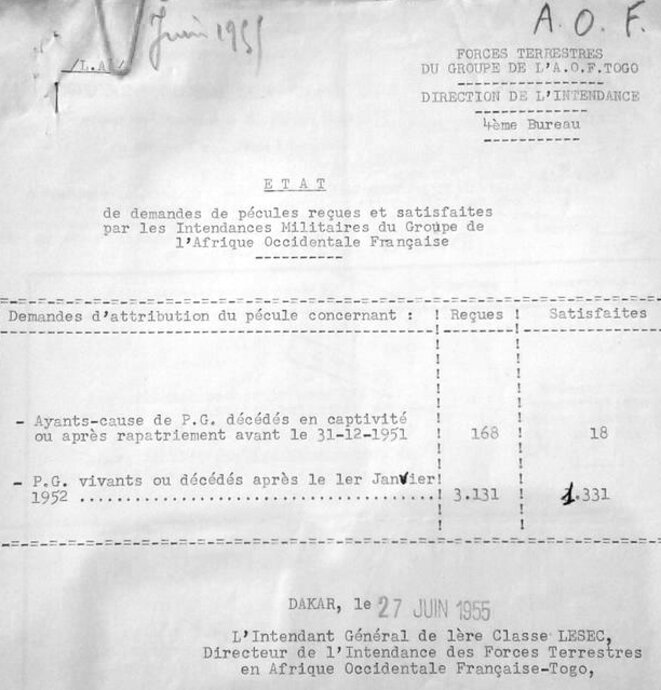 Juin 1955
A.O.F.
/L.A /
FORCES TERRESTRES
DU GROUPE DE L'A.O.F.TOGO
DIRECTION DE L'INTENDANCE
4ème Bureau
E T A T
de demandes de pécules reçues et satisfaites
par les Intendances Militaires du Groupe de
l'Afrique Occidentale Française
Demandes d'attribution du pécule concernant : ! Reçues ! Satisfaites
- Ayants-cause de P.G. décédés en captivité
ou après rapatriement avant le 31-12-1951 ! 168 ! 18
- P.G. vivants ou décédés après le 1er Janvier!
1952 .....................................! 3.131 ! 1.331
DAKAR, le 27 JUIN 1955
L'Intendant Général de 1ère Classe LESEC,
Directeur de l'Intendance des Forces Terrestres
en Afrique Occidentale Française-Togo,